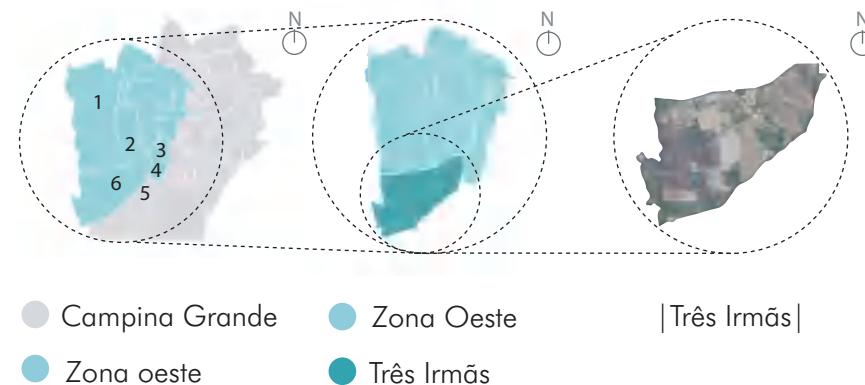 N N N
1
2
3
4
6
5
Campina Grande
Zona Oeste
|Três Irmãs|
Zona oeste
Três Irmãs